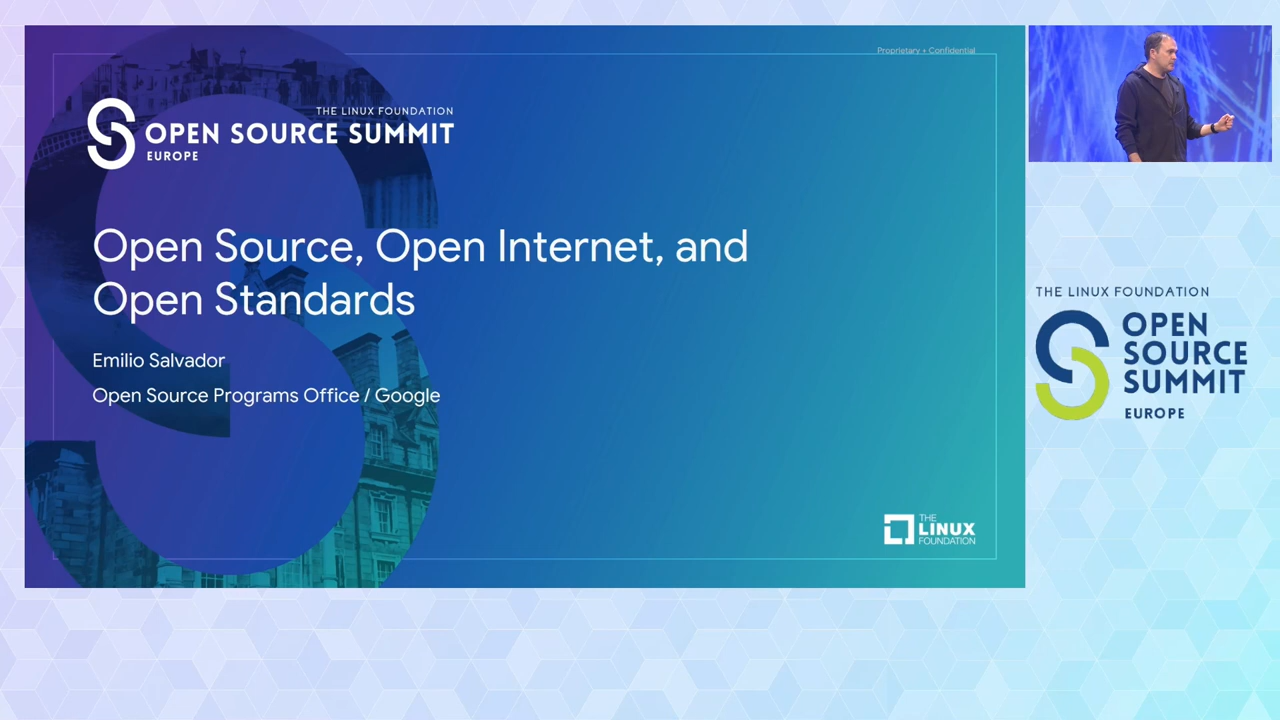 Proprietary + Confidential
THE LINUX FOUNDATION
OPEN SOURCE SUMMIT
EUROPE
Open Source, Open Internet, and
Open Standards
Emilio Salvador
Open Source Programs Office / Google
THE
LINUX
FOUNDATION
THE LINUX FOUNDATION
OPEN
SOURCE
SUMMIT
EUROPE